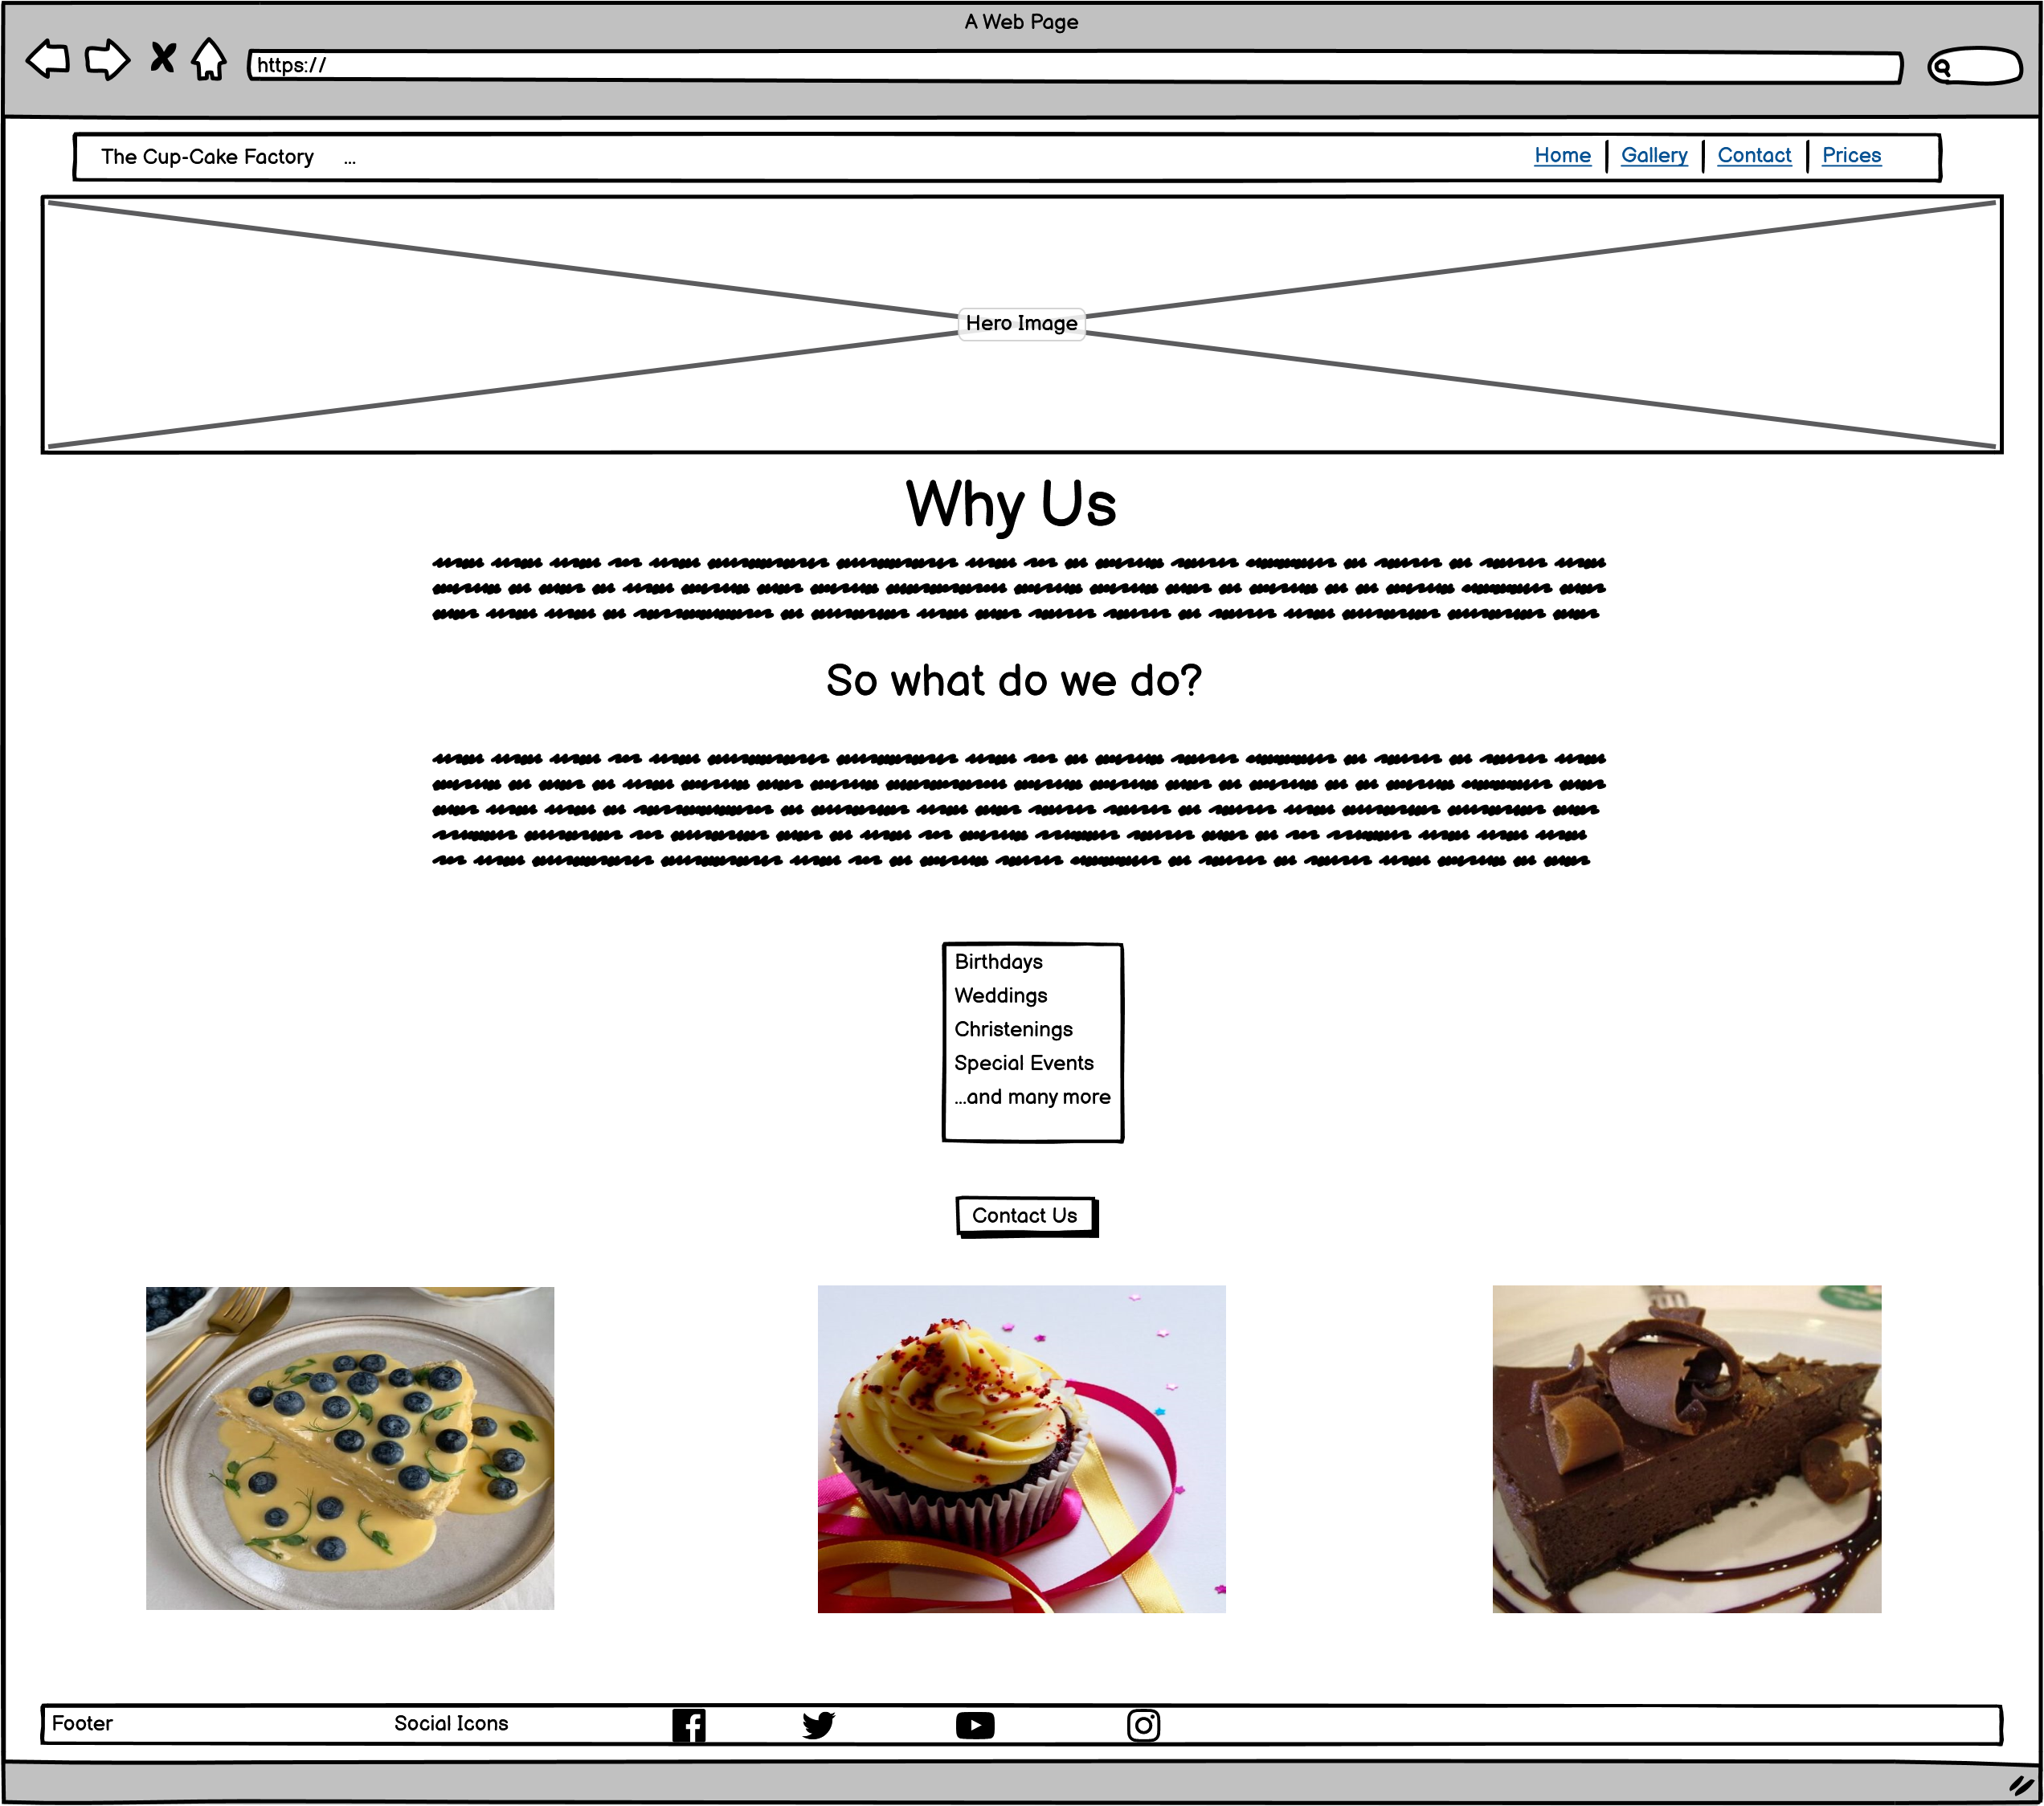 A Web Page
https://
The Cup-Cake Factory ... Home Gallery Contact Prices
Hero Image
Why Us
So what do we do?
Birthdays
Weddings
Christenings
Special Events
...and many more
Contact Us
Footer Social Icons